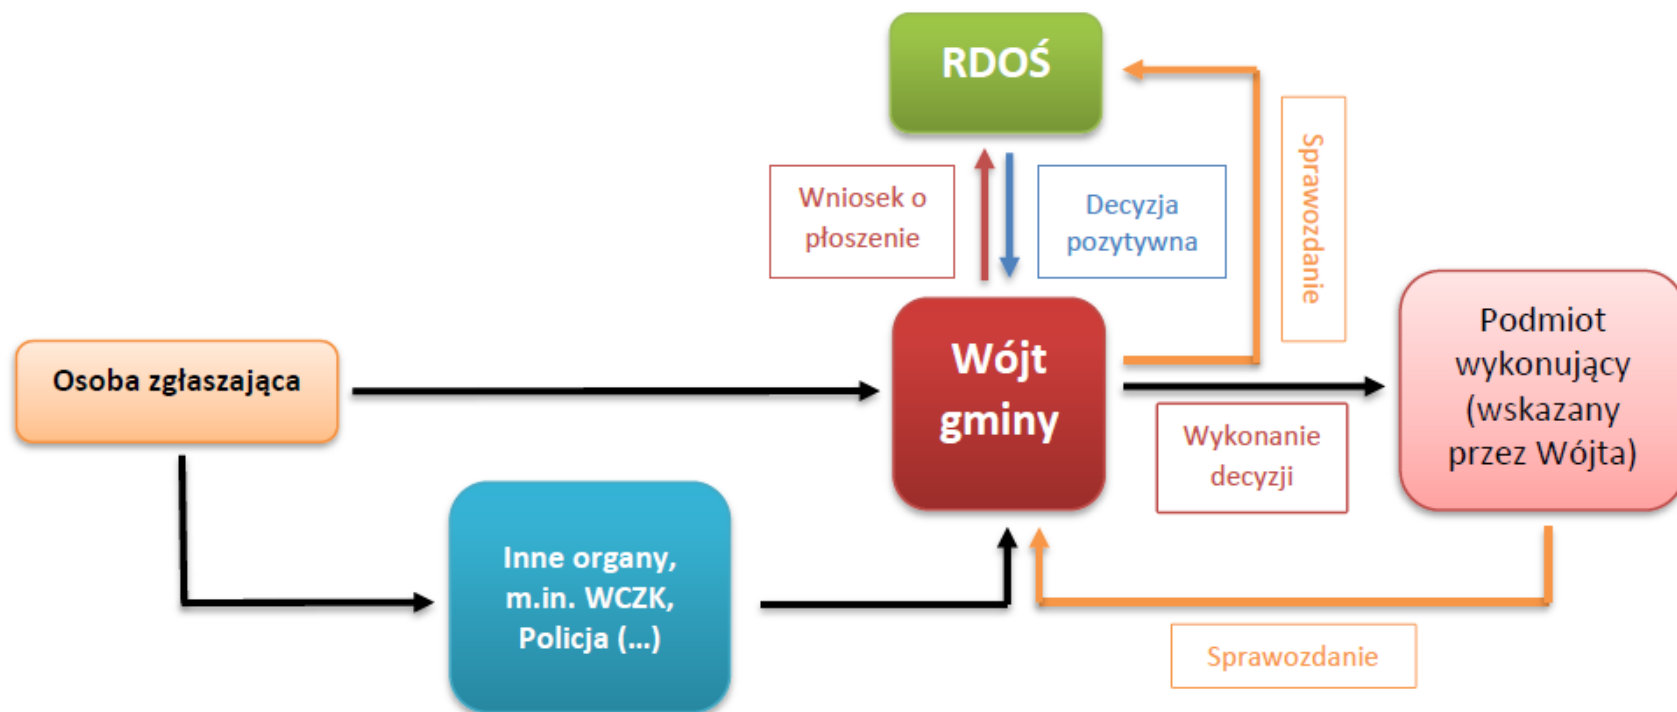 RDOŚ
Wniosek o
płoszenie
Decyzja
pozytywna
Sprawozdanie
Osoba zgłaszająca
Wójt
gminy
Wykonanie
decyzji
Podmiot
wykonujący
(wskazany
przez Wójta)
Inne organy,
m.in. WCZK,
Policja (...)
Sprawozdanie